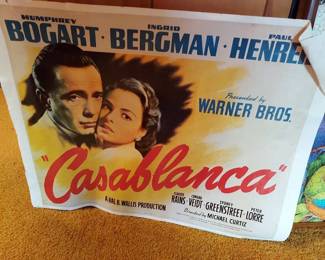 HUMPHREY INGRID PAUL
BOGART · BERGMAN · HENREI
Presented by
WARNER BROS.
"Casablanca"
A HAL B. WALLIS PRODUCTION
CLAUDE CONRAD SYDNEY PETER
RAINS · VEIDT · GREENSTREET · LORRE
Directed by MICHAEL CURTIZ